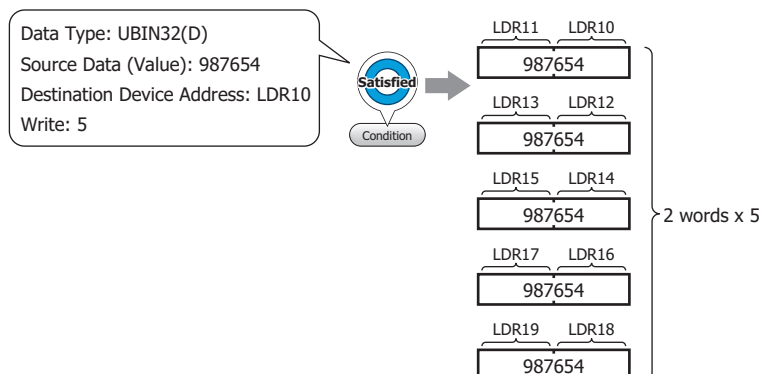 Data Type: UBIN32(D)
Source Data (Value): 987654
Destination Device Address: LDR10
Write: 5
Satisfied
Condition
LDR11 LDR10
987654
LDR13 LDR12
987654
LDR15 LDR14
987654
2 words x 5
LDR17 LDR16
987654
LDR19 LDR18
987654